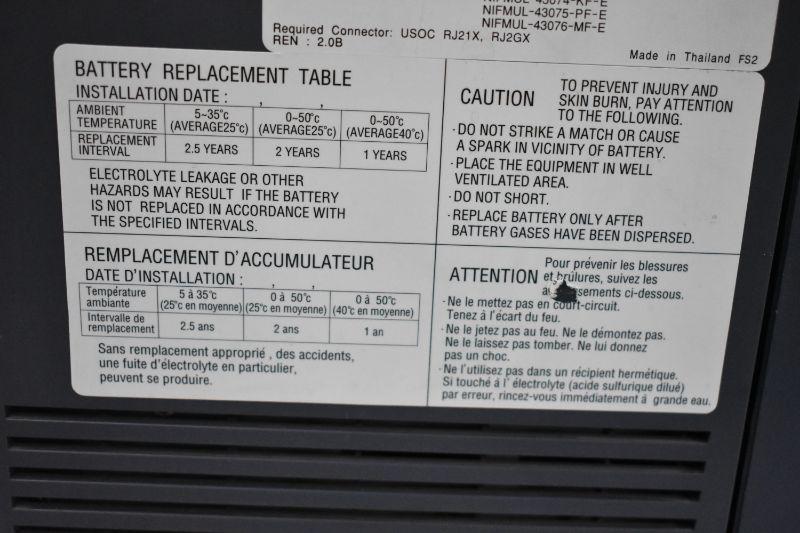 NIFMUL-43074-KF-E
NIFMUL-43075-PF-E
NIFMUL-43076-MF-E
Required Connector: USOC RJ21X, RJ2GX
REN : 2.0B
Made in Thailand FS2
BATTERY REPLACEMENT TABLE
INSTALLATION DATE : , ,
AMBIENT TEMPERATURE 5~35°c (AVERAGE25°c) 0~50°c (AVERAGE25°c) 0~50°c (AVERAGE40°c)
REPLACEMENT INTERVAL 2.5 YEARS 2 YEARS 1 YEARS
ELECTROLYTE LEAKAGE OR OTHER
HAZARDS MAY RESULT IF THE BATTERY
IS NOT REPLACED IN ACCORDANCE WITH
THE SPECIFIED INTERVALS.
CAUTION TO PREVENT INJURY AND
SKIN BURN, PAY ATTENTION
TO THE FOLLOWING.
·DO NOT STRIKE A MATCH OR CAUSE
A SPARK IN VICINITY OF BATTERY.
·PLACE THE EQUIPMENT IN WELL
VENTILATED AREA.
·DO NOT SHORT.
·REPLACE BATTERY ONLY AFTER
BATTERY GASES HAVE BEEN DISPERSED.
REMPLACEMENT D'ACCUMULATEUR
DATE D'INSTALLATION : , ,
Température ambiante 5 à 35°c (25°c en moyenne) 0 à 50°c (25°c en moyenne) 0 à 50°c (40°c en moyenne)
Intervalle de remplacement 2.5 ans 2 ans 1 an
Sans remplacement approprié , des accidents,
une fuite d'électrolyte en particulier,
peuvent se produire.
ATTENTION Pour prévenir les blessures
et brûlures, suivez les
ci-dessous.
·Ne le mettez pas en court-circuit.
Tenez à l'écart du feu.
·Ne le jetez pas au feu. Ne le démontez pas.
Ne le laissez pas tomber. Ne lui donnez
pas un choc.
·Ne l'utilisez pas dans un récipient hermétique.
Si touché à l' électrolyte (acide sulfurique dilué)
par erreur, rincez-vous immédiatement à grande eau.